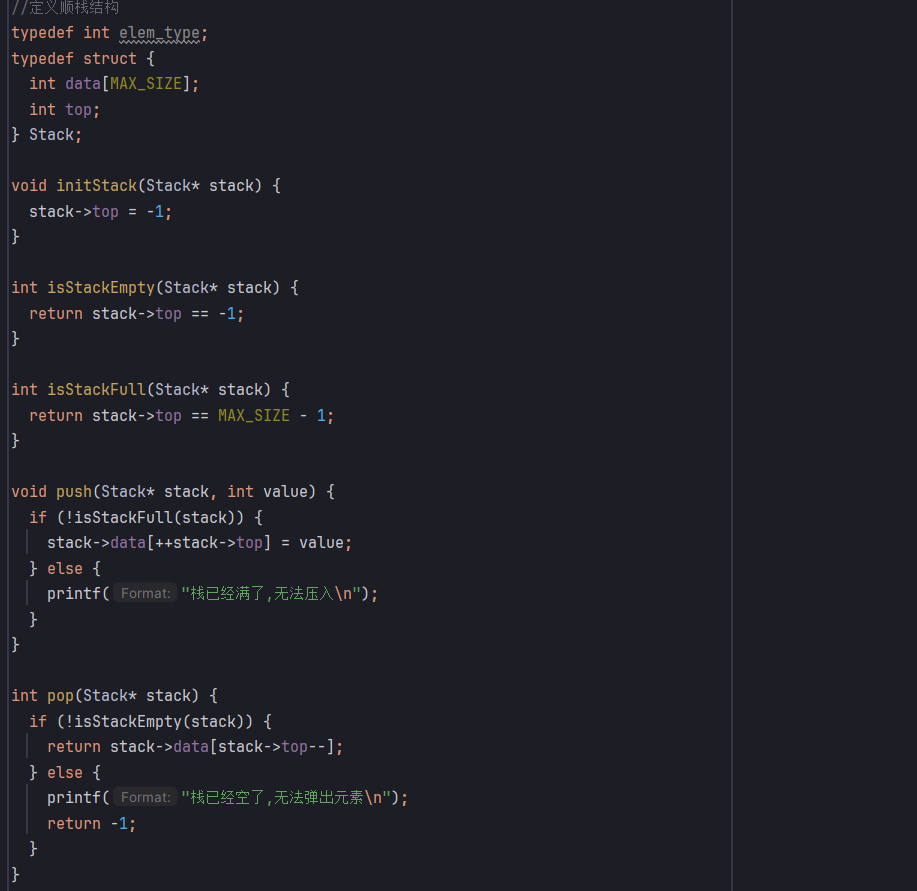 //定义顺栈结构
typedef int elem_type;
typedef struct {
  int data[MAX_SIZE];
  int top;
} Stack;

void initStack(Stack* stack) {
  stack->top = -1;
}

int isStackEmpty(Stack* stack) {
  return stack->top == -1;
}

int isStackFull(Stack* stack) {
  return stack->top == MAX_SIZE - 1;
}

void push(Stack* stack, int value) {
  if (!isStackFull(stack)) {
    stack->data[++stack->top] = value;
  } else {
    printf( Format: "栈已经满了,无法压入\n");
  }
}

int pop(Stack* stack) {
  if (!isStackEmpty(stack)) {
    return stack->data[stack->top--];
  } else {
    printf( Format: "栈已经空了,无法弹出元素\n");
    return -1;
  }
}